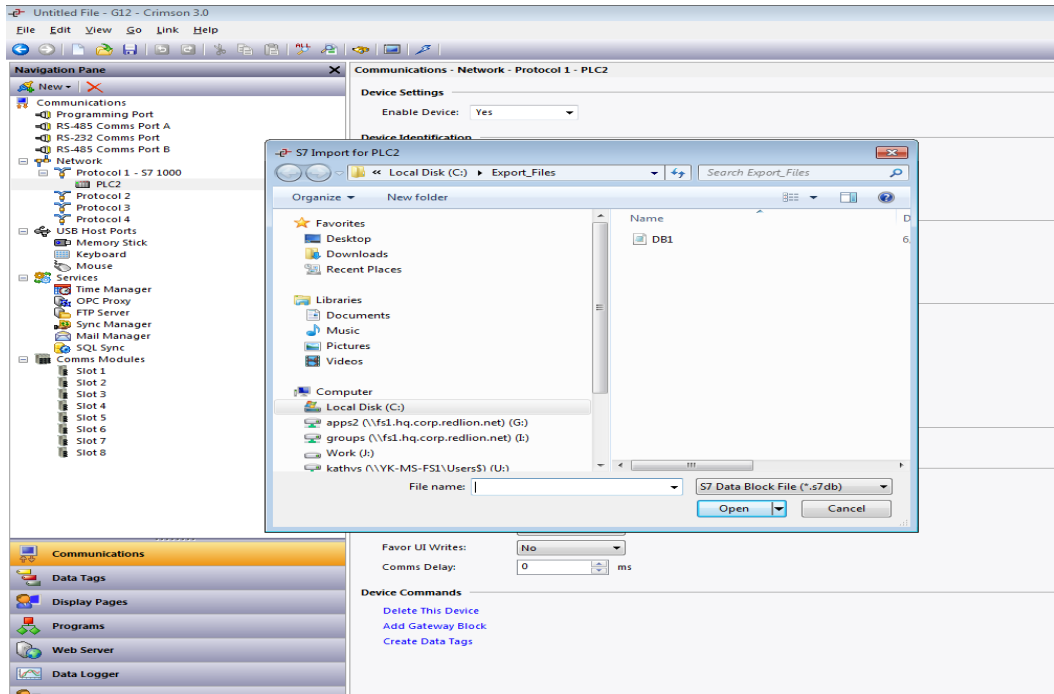 Untitled File - G12 - Crimson 3.0
File Edit View Go Link Help
ALL
Navigation Pane
New
Communications
Programming Port
RS-485 Comms Port A
RS-232 Comms Port
RS-485 Comms Port B
Network
Protocol 1 - S7 1000
PLC2
Protocol 2
Protocol 3
Protocol 4
USB Host Ports
Memory Stick
Keyboard
Mouse
Services
Time Manager
OPC Proxy
FTP Server
Sync Manager
Mail Manager
SQL Sync
Comms Modules
Slot 1
Slot 2
Slot 3
Slot 4
Slot 5
Slot 6
Slot 7
Slot 8
Communications
Data Tags
Display Pages
Programs
Web Server
Data Logger
Communications - Network - Protocol 1 - PLC2
Device Settings
Enable Device: Yes
Device Identification
S7 Import for PLC2
« Local Disk (C:) Export_Files
Search Export_Files
Organize New folder
Favorites
Desktop
Downloads
Recent Places
Libraries
Documents
Music
Pictures
Videos
Computer
Local Disk (C:)
apps2 (\\fs1.hq.corp.redlion.net) (G:)
groups (\\fs1.hq.corp.redlion.net) (I:)
Work (J:)
kathys (\\YK-MS-FS1\Users$) (U:)
Name D
DB1 6.
File name: S7 Data Block File (*.s7db)
Open Cancel
Favor UI Writes: No
Comms Delay: 0 ms
Device Commands
Delete This Device
Add Gateway Block
Create Data Tags